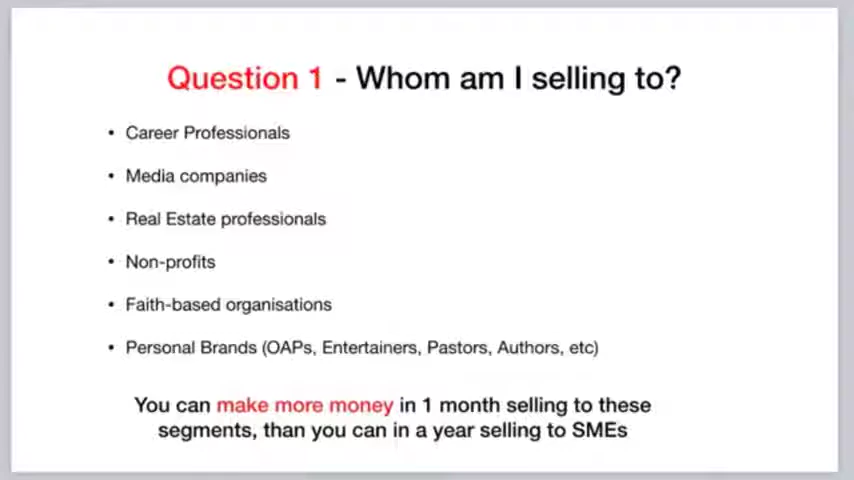 Question 1 - Whom am I selling to?
• Career Professionals
• Media companies
• Real Estate professionals
• Non-profits
• Faith-based organisations
• Personal Brands (OAPs, Entertainers, Pastors, Authors, etc)
You can make more money in 1 month selling to these
segments, than you can in a year selling to SMEs